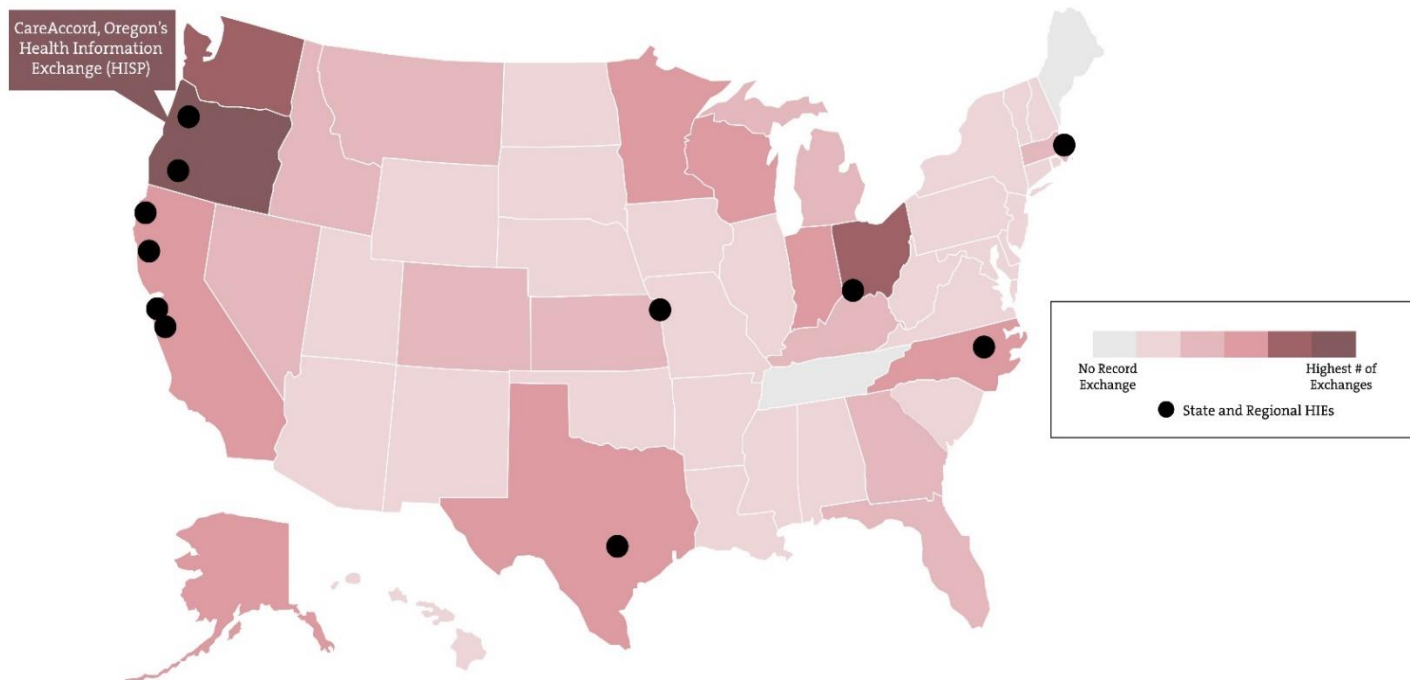 CareAccord, Oregon's
Health Information
Exchange (HISP)
No Record
Exchange
Highest # of
Exchanges
State and Regional HIEs